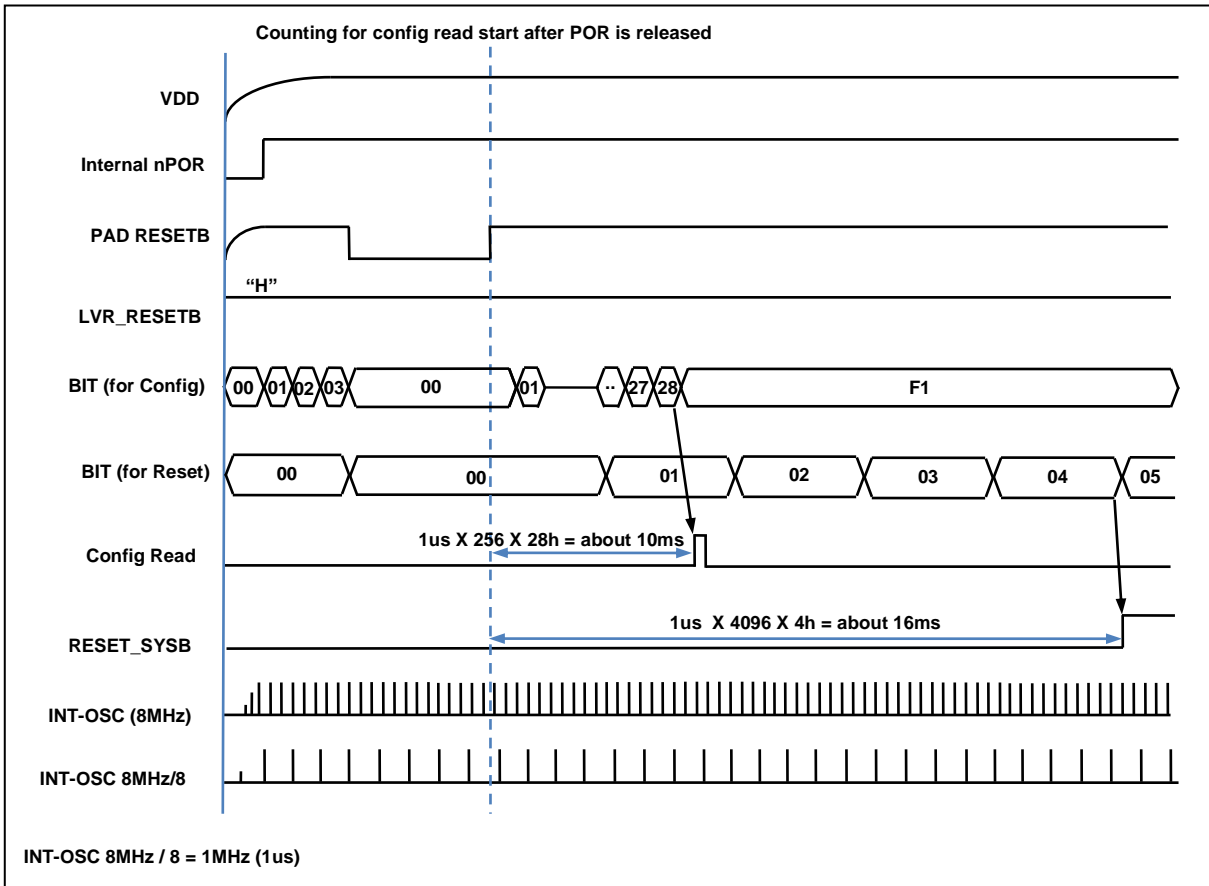 Counting for config read start after POR is released
VDD
Internal nPOR
PAD RESETB
“H”
LVR_RESETB
BIT (for Config)
00 01 02 03 00 01 ·· 27 28 F1
BIT (for Reset)
00 00 01 02 03 04 05
1us X 256 X 28h = about 10ms
Config Read
1us X 4096 X 4h = about 16ms
RESET_SYSB
INT-OSC (8MHz)
INT-OSC 8MHz/8
INT-OSC 8MHz / 8 = 1MHz (1us)